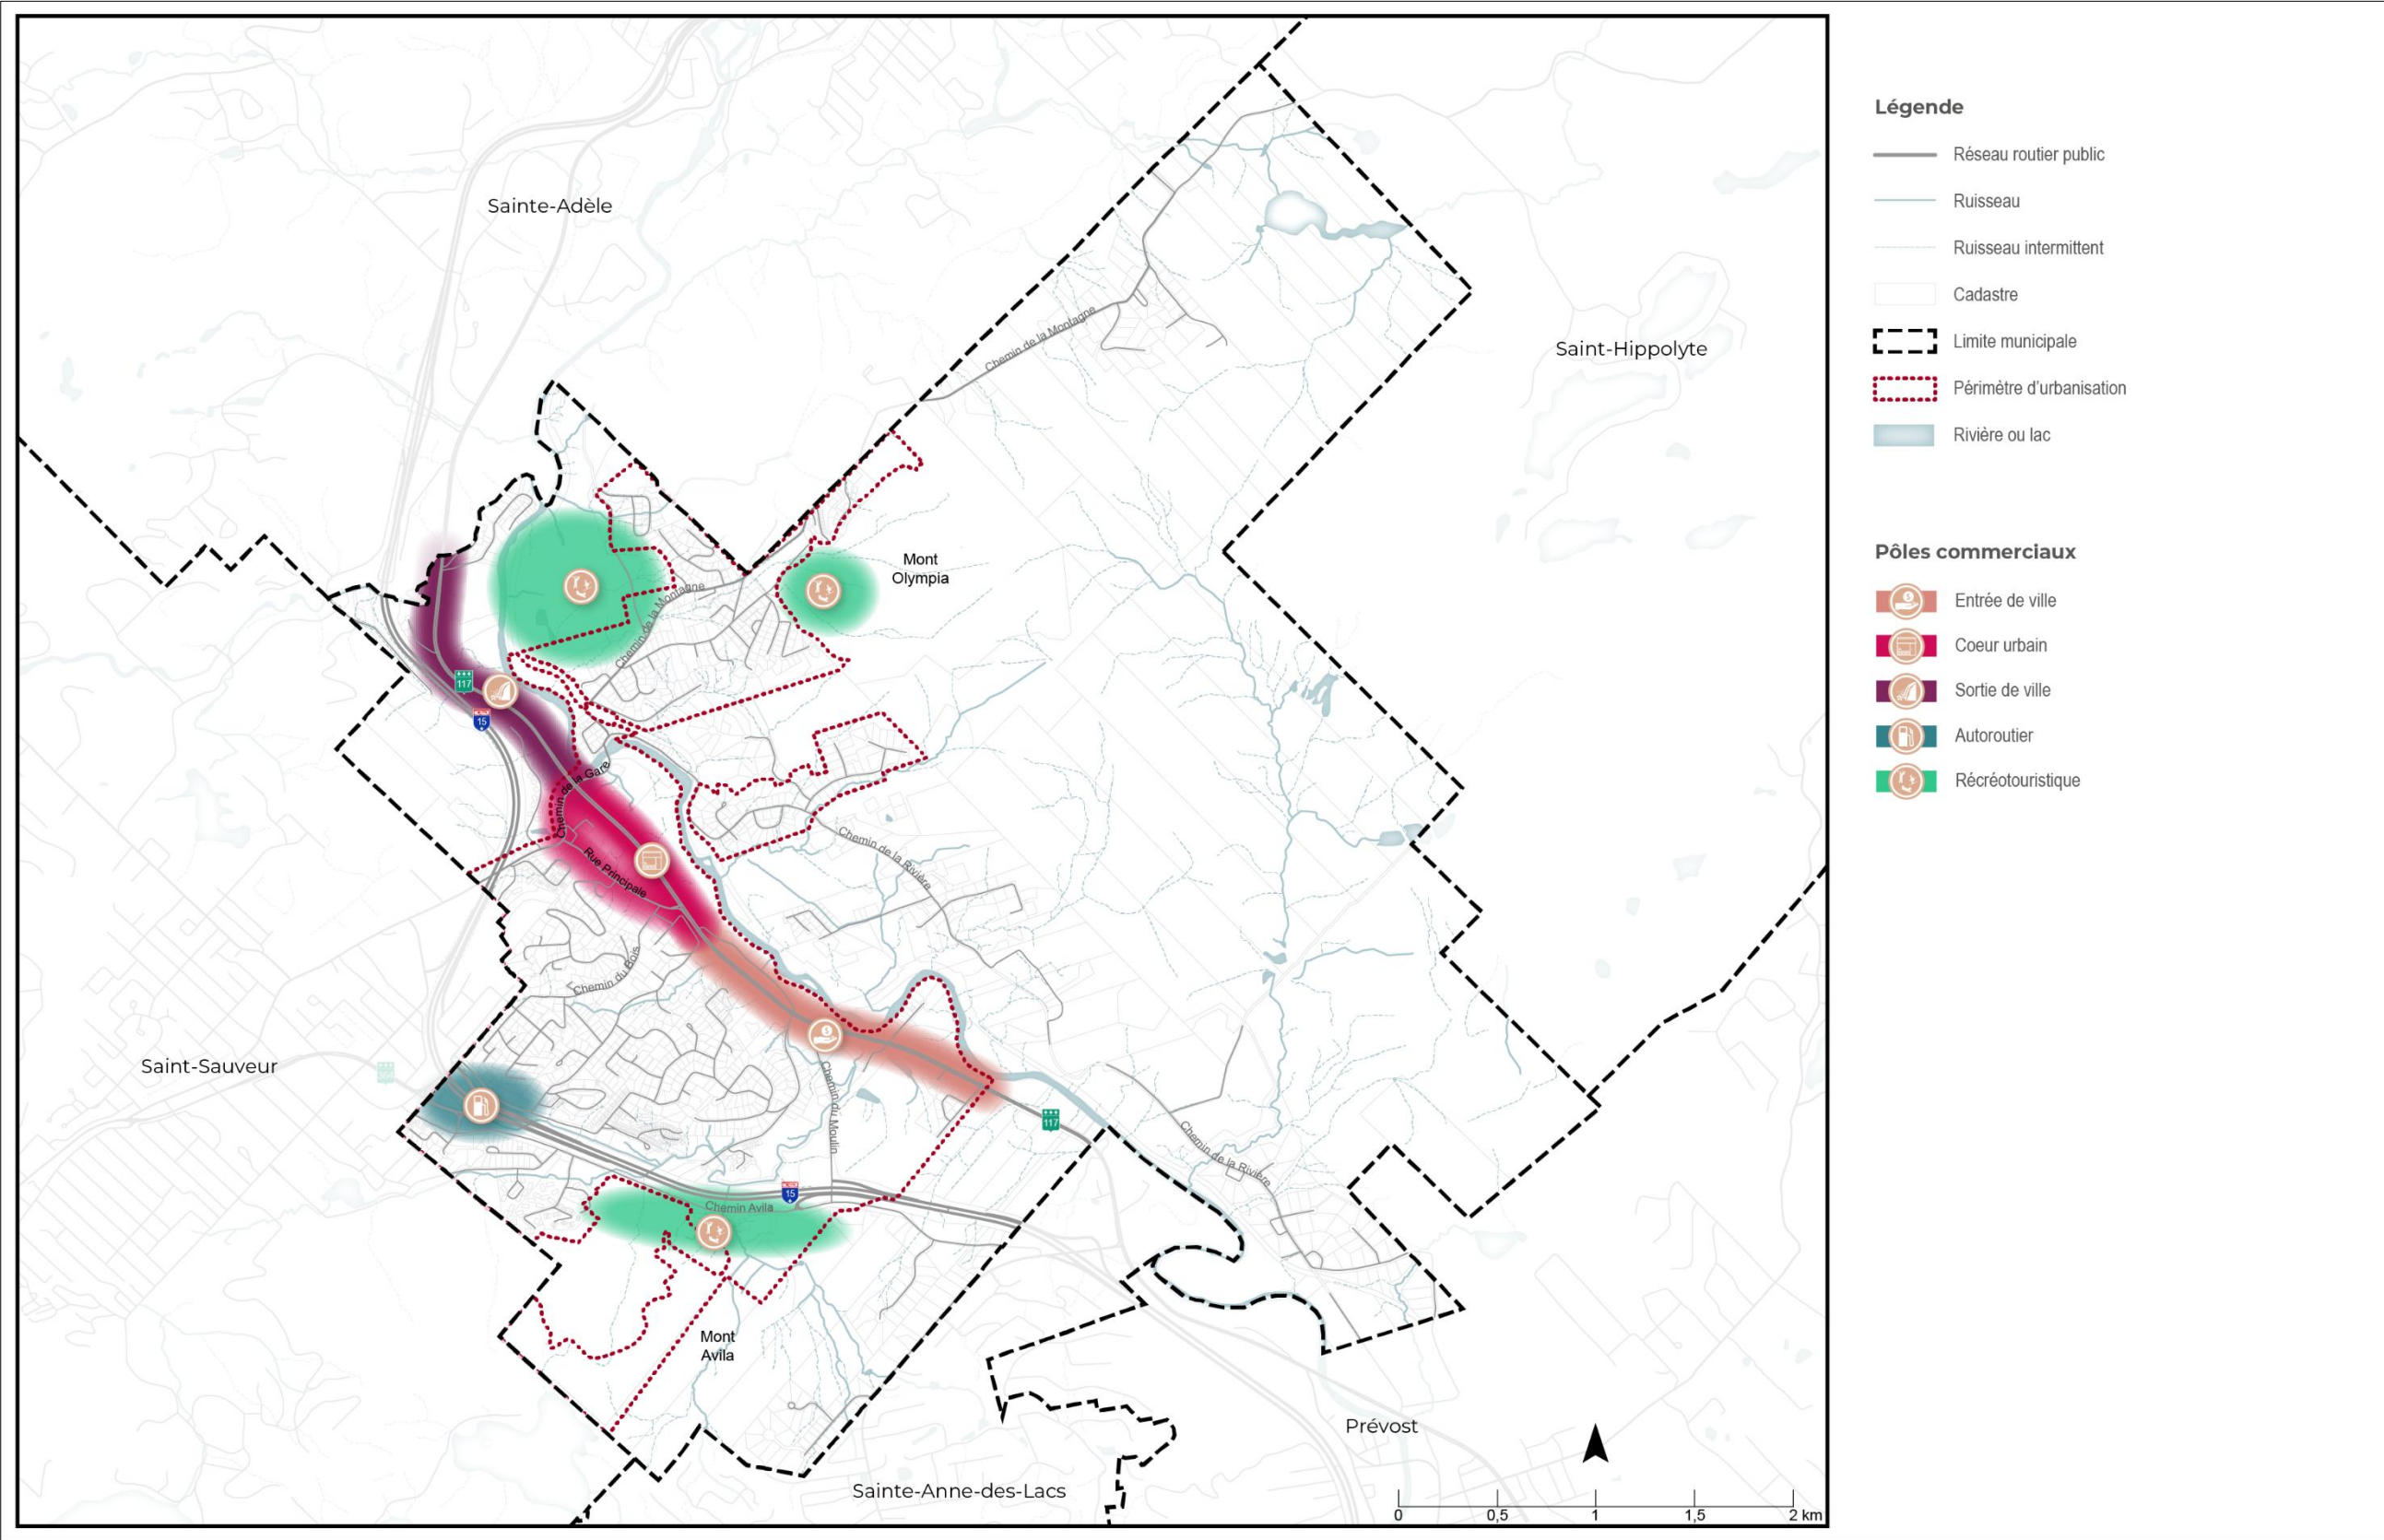 Sainte-Adèle
Saint-Hippolyte
Chemin de la Montagne
Mont
Olympia
Chemin de la Montagne
117
15
Chemin de la Gare
Rue Principale
Chemin de la Rivière
Chemin du Bois
Saint-Sauveur
Chemin du Moulin
117
Chemin de la Rivière
15
Chemin Avila
Mont
Avila
Prévost
Sainte-Anne-des-Lacs
0
0,5
1
1,5
2 km
Légende
Réseau routier public
Ruisseau
Ruisseau intermittent
Cadastre
Limite municipale
Périmètre d'urbanisation
Rivière ou lac
Pôles commerciaux
Entrée de ville
Coeur urbain
Sortie de ville
Autoroutier
Récréotouristique